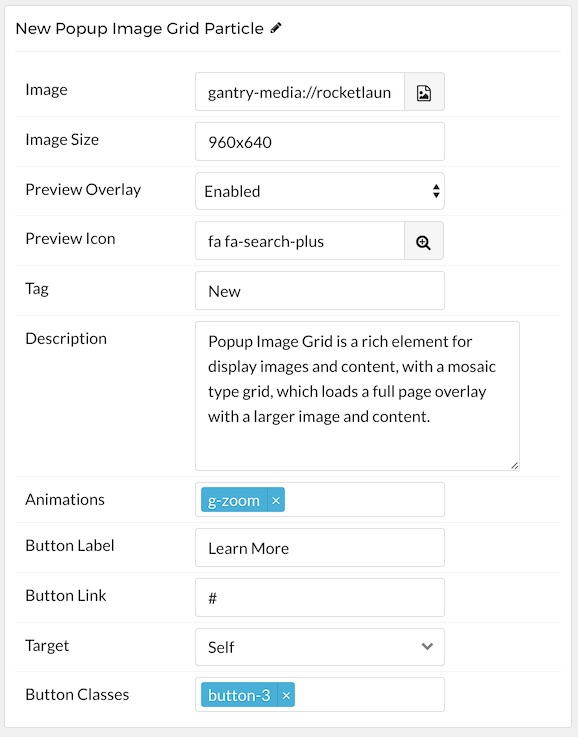 New Popup Image Grid Particle
Image
gantry-media://rocketlaun
Image Size
960x640
Preview Overlay
Enabled
Preview Icon
fa fa-search-plus
Tag
New
Description
Popup Image Grid is a rich element for
display images and content, with a mosaic
type grid, which loads a full page overlay
with a larger image and content.
Animations
g-zoom ×
Button Label
Learn More
Button Link
#
Target
Self
Button Classes
button-3 ×